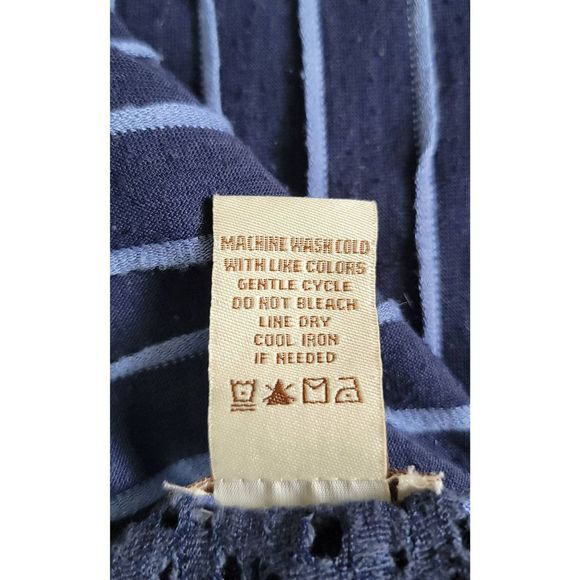 MACHINE WASH COLD
WITH LIKE COLORS
GENTLE CYCLE
DO NOT BLEACH
LINE DRY
COOL IRON
IF NEEDED